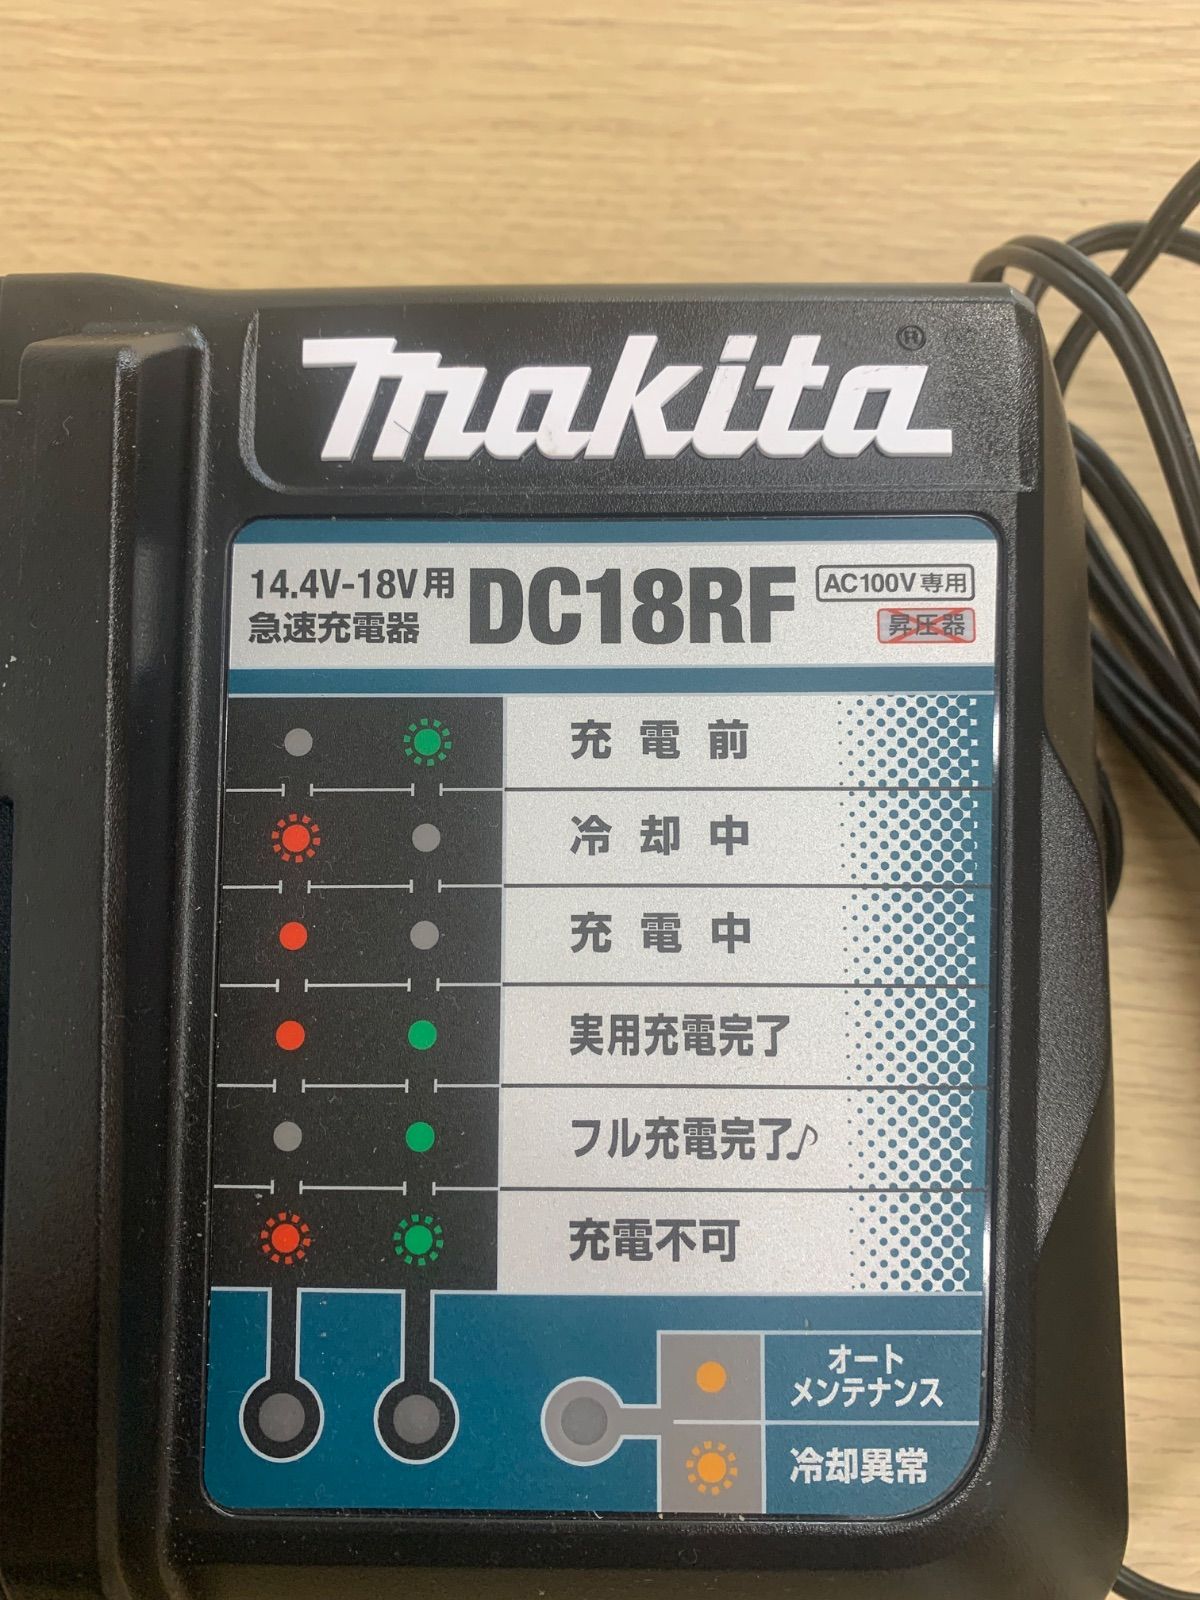 makita®
14.4V-18V用
急速充電器
DC18RF
AC100V専用
昇圧器
充電前
冷却中
充電中
実用充電完了
フル充電完了♪
充電不可
オート
メンテナンス
冷却異常